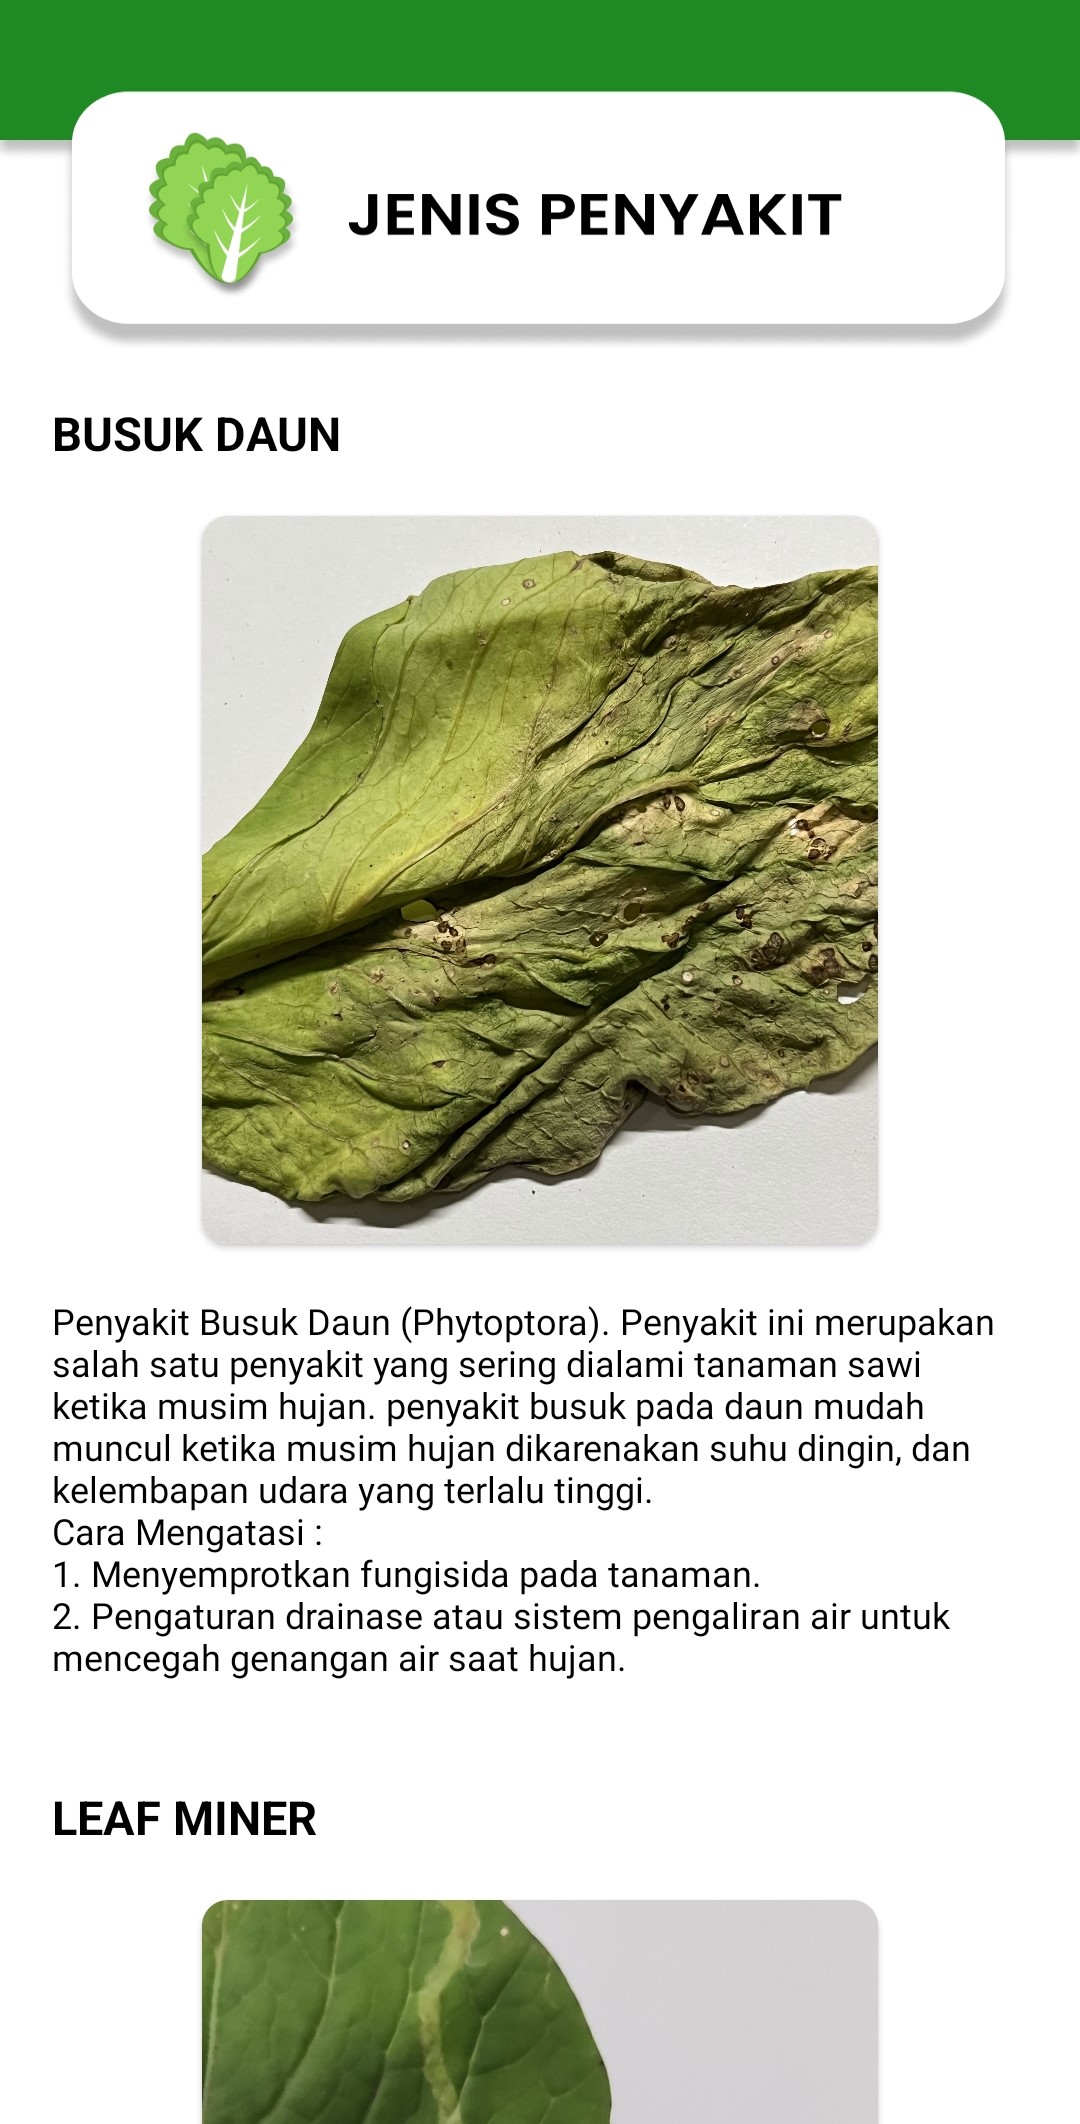 JENIS PENYAKIT
BUSUK DAUN
Penyakit Busuk Daun (Phytoptora). Penyakit ini merupakan
salah satu penyakit yang sering dialami tanaman sawi
ketika musim hujan. penyakit busuk pada daun mudah
muncul ketika musim hujan dikarenakan suhu dingin, dan
kelembapan udara yang terlalu tinggi.
Cara Mengatasi :
1. Menyemprotkan fungisida pada tanaman.
2. Pengaturan drainase atau sistem pengaliran air untuk
mencegah genangan air saat hujan.
LEAF MINER